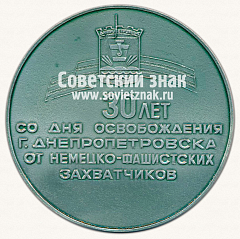 Советский знак
www.sovietznak.ru
30 ЛЕТ
СО ДНЯ ОСВОБОЖДЕНИЯ
Г. ДНЕПРОПЕТРОВСКА
ОТ НЕМЕЦКО-ФАШИСТСКИХ
ЗАХВАТЧИКОВ